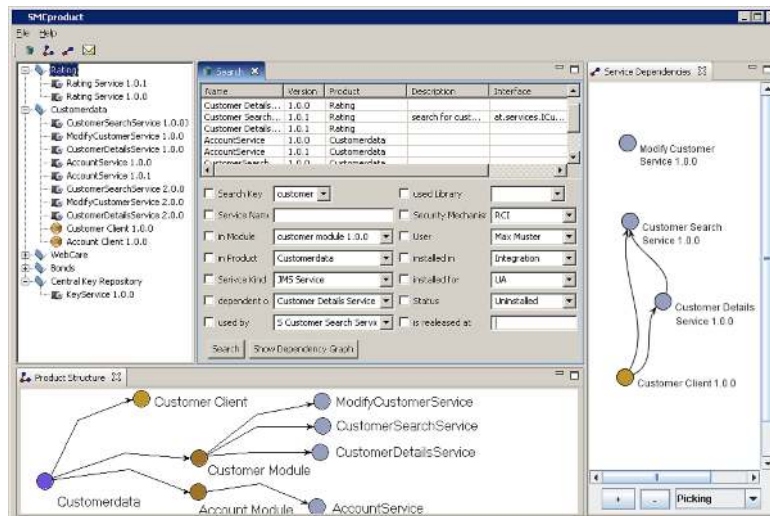 SMCproduct
File Help
Rating
Rating Service 1.0.1
Rating Service 1.0.0
Customerdata
CustomerSearchService 1.0.0
ModifyCustomerService 1.0.0
CustomerDetailsService 1.0.0
AccountService 1.0.0
AccountService 1.0.1
CustomerSearchService 2.0.0
ModifyCustomerService 2.0.0
CustomerDetailsService 2.0.0
Customer Client 1.0.0
Account Client 1.0.0
WebCare
Bonds
Central Key Repository
KeyService 1.0.0
Search
Name Version Product Description Interface
Customer Details... 1.0.0 Rating
Customer Search... 1.0.1 Rating search for cust... at.services.ICu...
Customer Details... 1.0.1 Rating
AccountService 1.0.0 Customerdata
AccountService 1.0.1 Customerdata
CustomerSearch 1.0.0 Customerdata
Search Key customer used Library
Service Name Security Mechanisr RCI
in Module customer module 1.0.0 User Max Muster
in Product Customerdata installed in Integration
Serivce Kind JMS Service installed for UA
dependent o Customer Details Service Status Uninstalled
used by S Customer Search Servic is realeased at
Search Show Dependency Graph
Service Dependencies
Modify Customer
Service 1.0.0
Customer Search
Service 1.0.0
Customer Details
Service 1.0.0
Customer Client 1.0.0
+ - Picking
Product Structure
Customer Client
ModifyCustomerService
CustomerSearchService
CustomerDetailsService
Customer Module
Customerdata
Account Module
AccountService